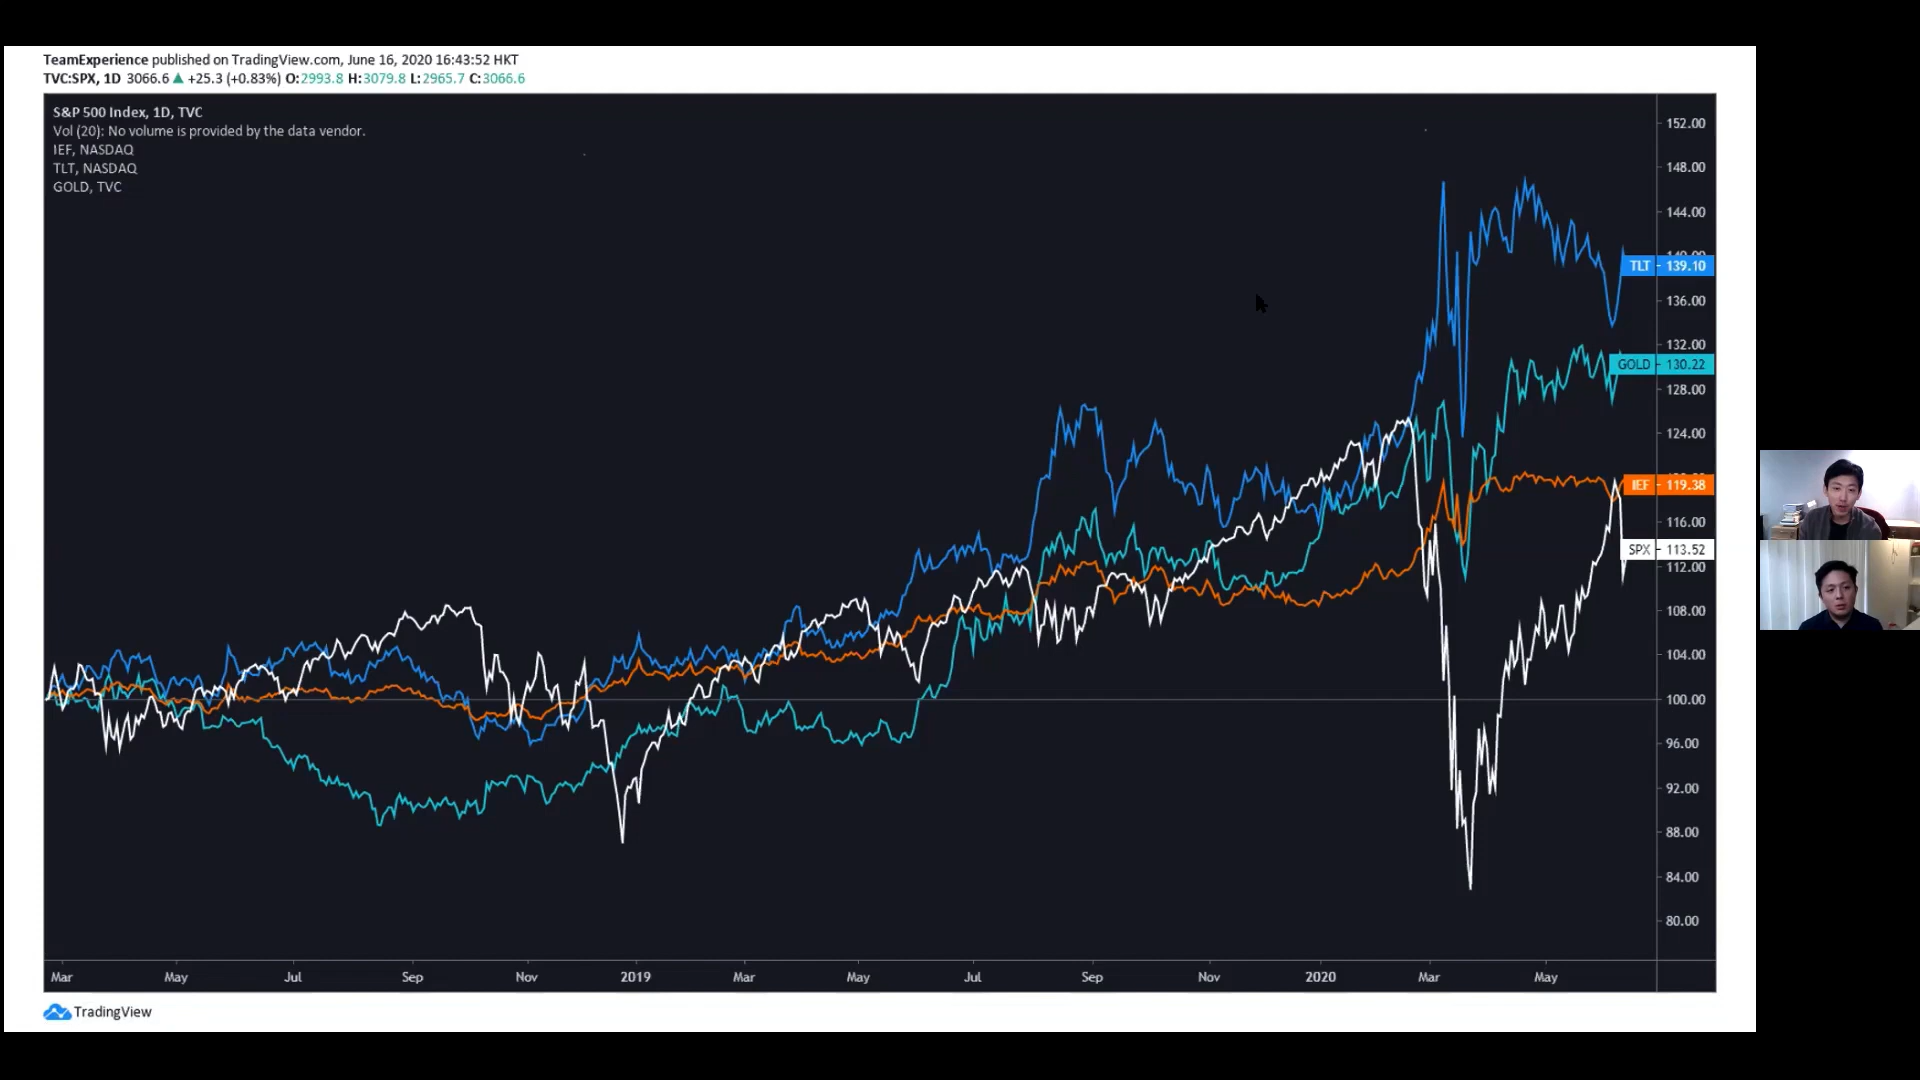 TeamExperience published on TradingView.com, June 16, 2020 16:43:52 HKT
TVC:SPX, 1D 3066.6 ▲ +25.3 (+0.83%) O:2993.8 H:3079.8 L:2965.7 C:3066.6
S&P 500 Index, 1D, TVC
Vol (20): No volume is provided by the data vendor.
IEF, NASDAQ
TLT, NASDAQ
GOLD, TVC
152.00
148.00
144.00
TLT - 139.10
136.00
132.00
GOLD - 130.22
128.00
124.00
IEF - 119.38
116.00
SPX - 113.52
112.00
108.00
104.00
100.00
96.00
92.00
88.00
84.00
80.00
Mar May Jul Sep Nov 2019 Mar May Jul Sep Nov 2020 Mar May
TradingView